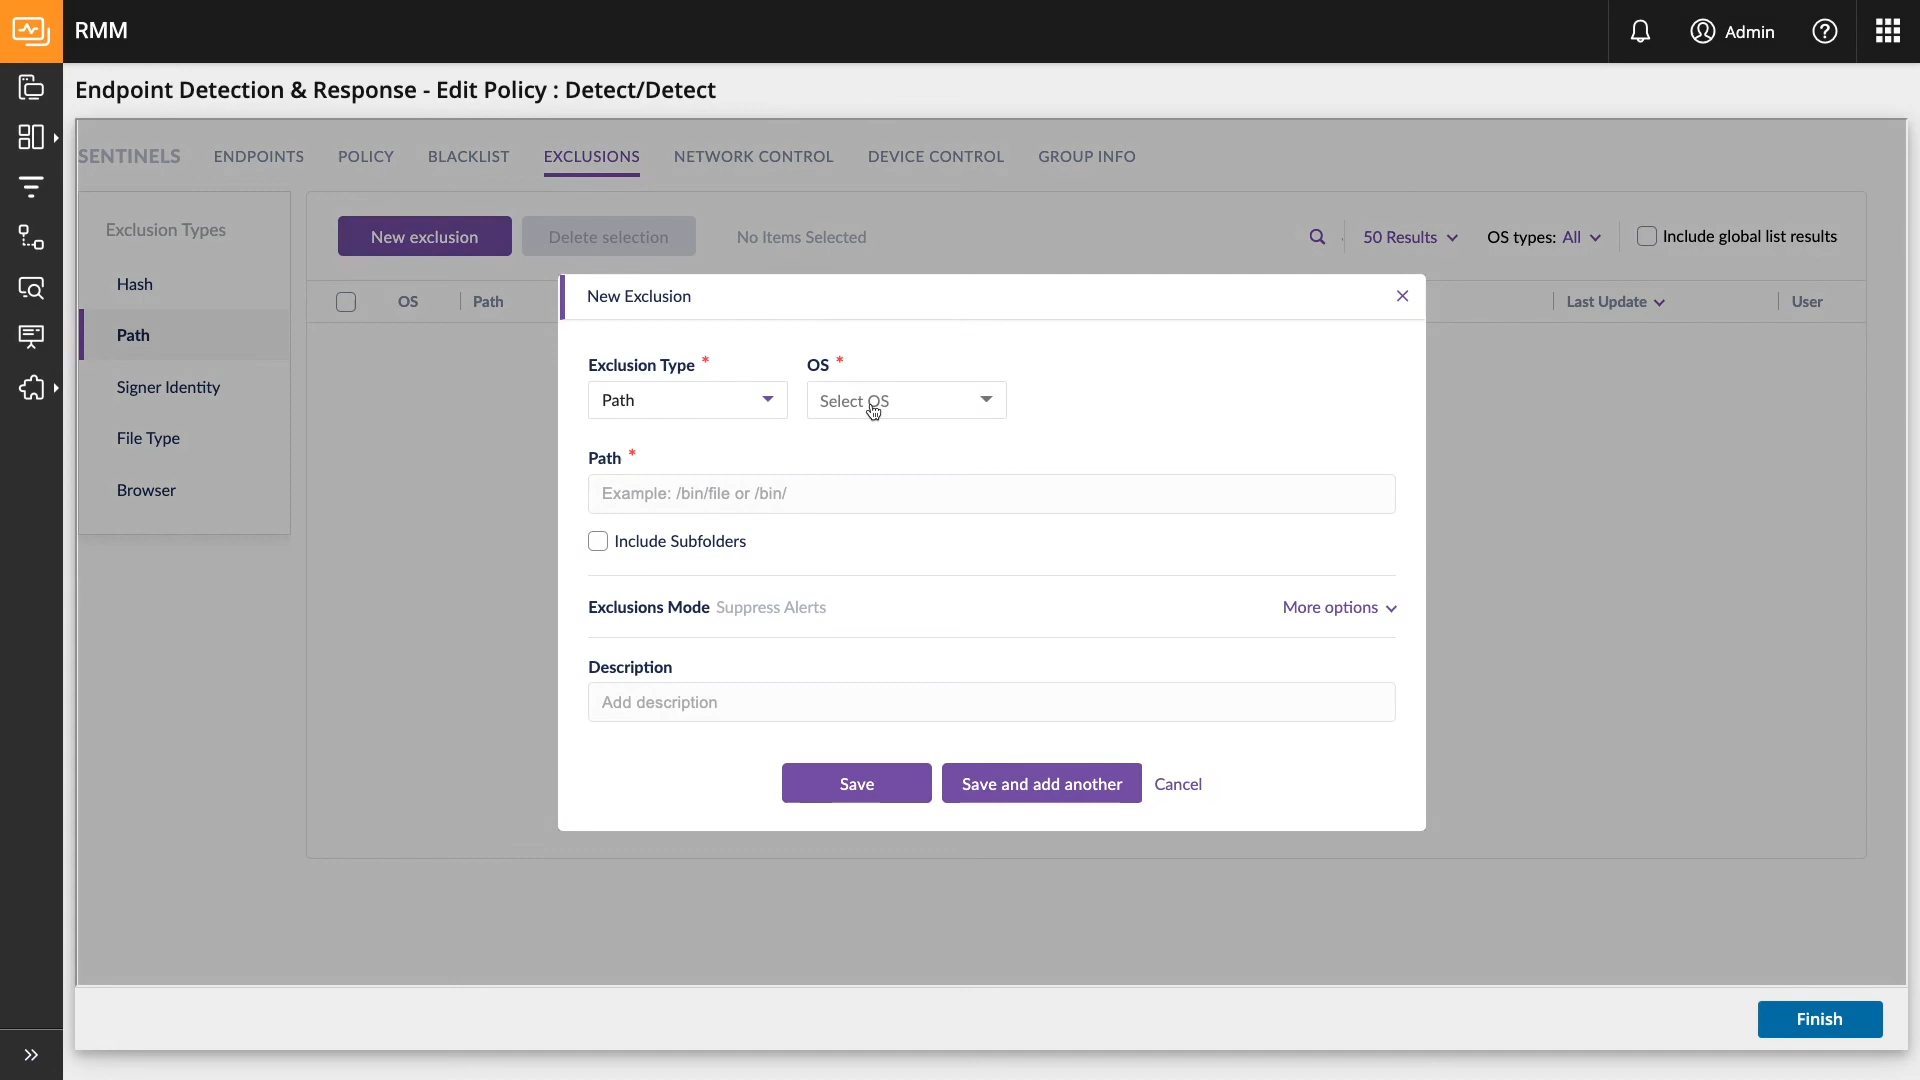 RMM
Admin
Endpoint Detection & Response - Edit Policy : Detect/Detect
SENTINELS ENDPOINTS POLICY BLACKLIST EXCLUSIONS NETWORK CONTROL DEVICE CONTROL GROUP INFO
Exclusion Types
Hash
Path
Signer Identity
File Type
Browser
New exclusion Delete selection No Items Selected 50 Results OS types: All Include global list results
OS Path Last Update User
New Exclusion
Exclusion Type * OS *
Path Select OS
Path *
Example: /bin/file or /bin/
Include Subfolders
Exclusions Mode Suppress Alerts More options
Description
Add description
Save Save and add another Cancel
Finish